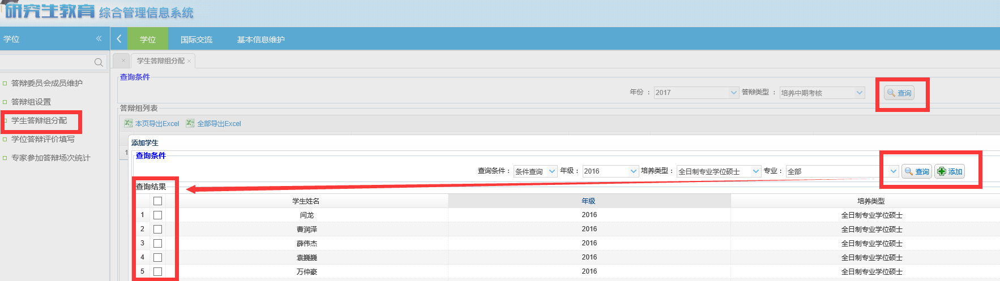 研究生教育 综合管理信息系统
学位 学位 国际交流 基本信息维护
学生答辩组分配
查询条件
年份： 2017 答辩类型： 培养中期考核 查询
答辩委员会成员维护
答辩组设置
学生答辩组分配
学位答辩评价填写
专家参加答辩场次统计
答辩组列表
本页导出Excel 全部导出Excel
1
添加学生
查询条件
查询条件： 条件查询 年级： 2016 培养类型： 全日制专业学位硕士 专业： 全部 查询 添加
查询结果
学生姓名 年级 培养类型
1 闫龙 2016 全日制专业学位硕士
2 曹润泽 2016 全日制专业学位硕士
3 薛伟杰 2016 全日制专业学位硕士
4 袁巍巍 2016 全日制专业学位硕士
5 万仲豪 2016 全日制专业学位硕士